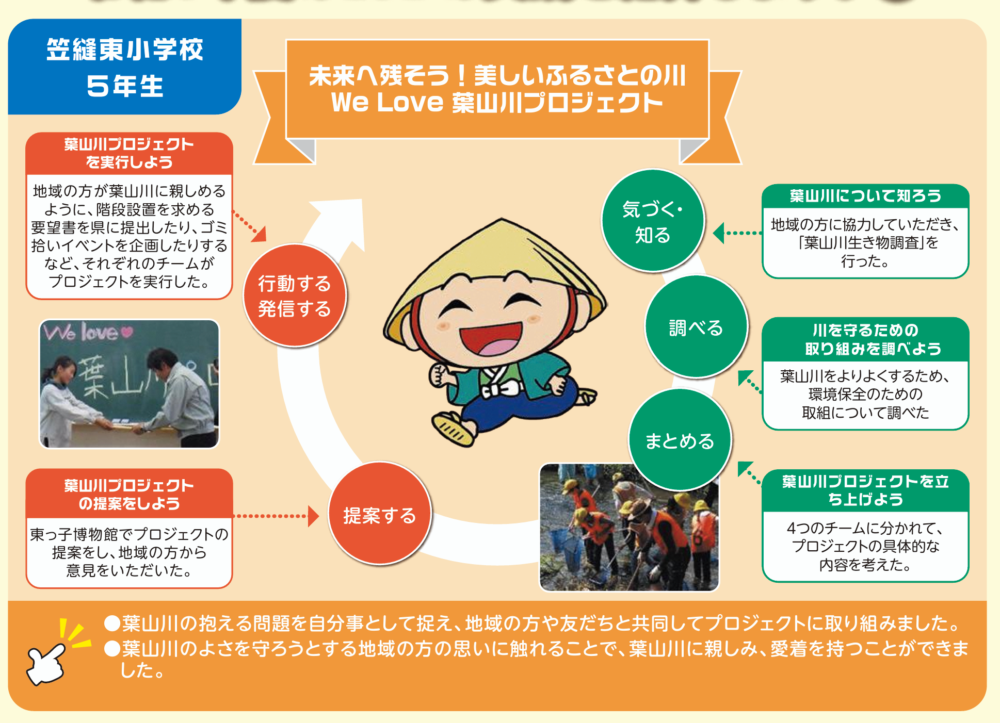 笠縫東小学校
5年生
未来へ残そう！美しいふるさとの川
We Love 葉山川プロジェクト
気づく・
知る
葉山川について知ろう
地域の方に協力していただき、
「葉山川生き物調査」を
行った。
調べる
川を守るための
取り組みを調べよう
葉山川をよりよくするため、
環境保全のための
取組について調べた
まとめる
葉山川プロジェクトを立
ち上げよう
4つのチームに分かれて、
プロジェクトの具体的な
内容を考えた。
提案する
葉山川プロジェクト
の提案をしよう
東っ子博物館でプロジェクトの
提案をし、地域の方から
意見をいただいた。
行動する
発信する
葉山川プロジェクト
を実行しよう
地域の方が葉山川に親しめる
ように、階段設置を求める
要望書を県に提出したり、ゴミ
拾いイベントを企画したりする
など、それぞれのチームが
プロジェクトを実行した。
We love
葉山川プロ
●葉山川の抱える問題を自分事として捉え、地域の方や友だちと共同してプロジェクトに取り組みました。
●葉山川のよさを守ろうとする地域の方の思いに触れることで、葉山川に親しみ、愛着を持つことができま
した。